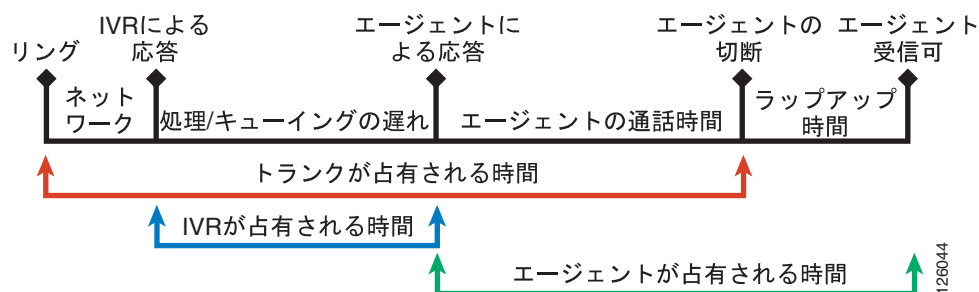 リング
IVRによる
応答
エージェントに
よる応答
エージェントの
切断
エージェント
受信可
ネット
ワーク
処理/キューイングの遅れ
エージェントの通話時間
ラップアップ
時間
トランクが占有される時間
IVRが占有される時間
エージェントが占有される時間
126044